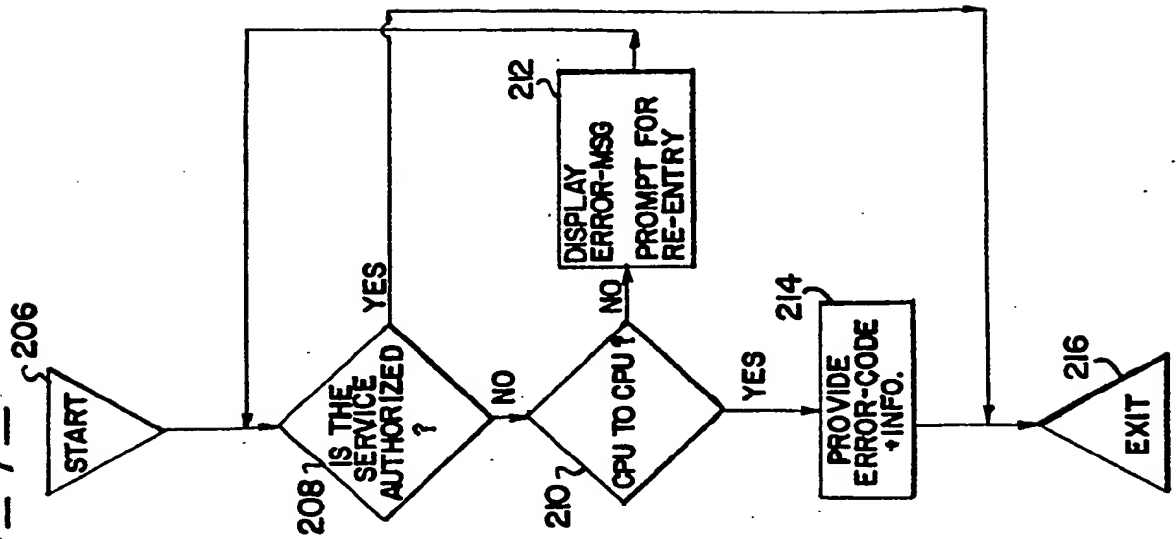 206
START
208
IS THE
SERVICE
AUTHORIZED
?
YES
NO
210
CPU TO CPU ?
NO
212
DISPLAY
ERROR-MSG
PROMPT FOR
RE-ENTRY
YES
214
PROVIDE
ERROR-CODE
+INFO.
216
EXIT